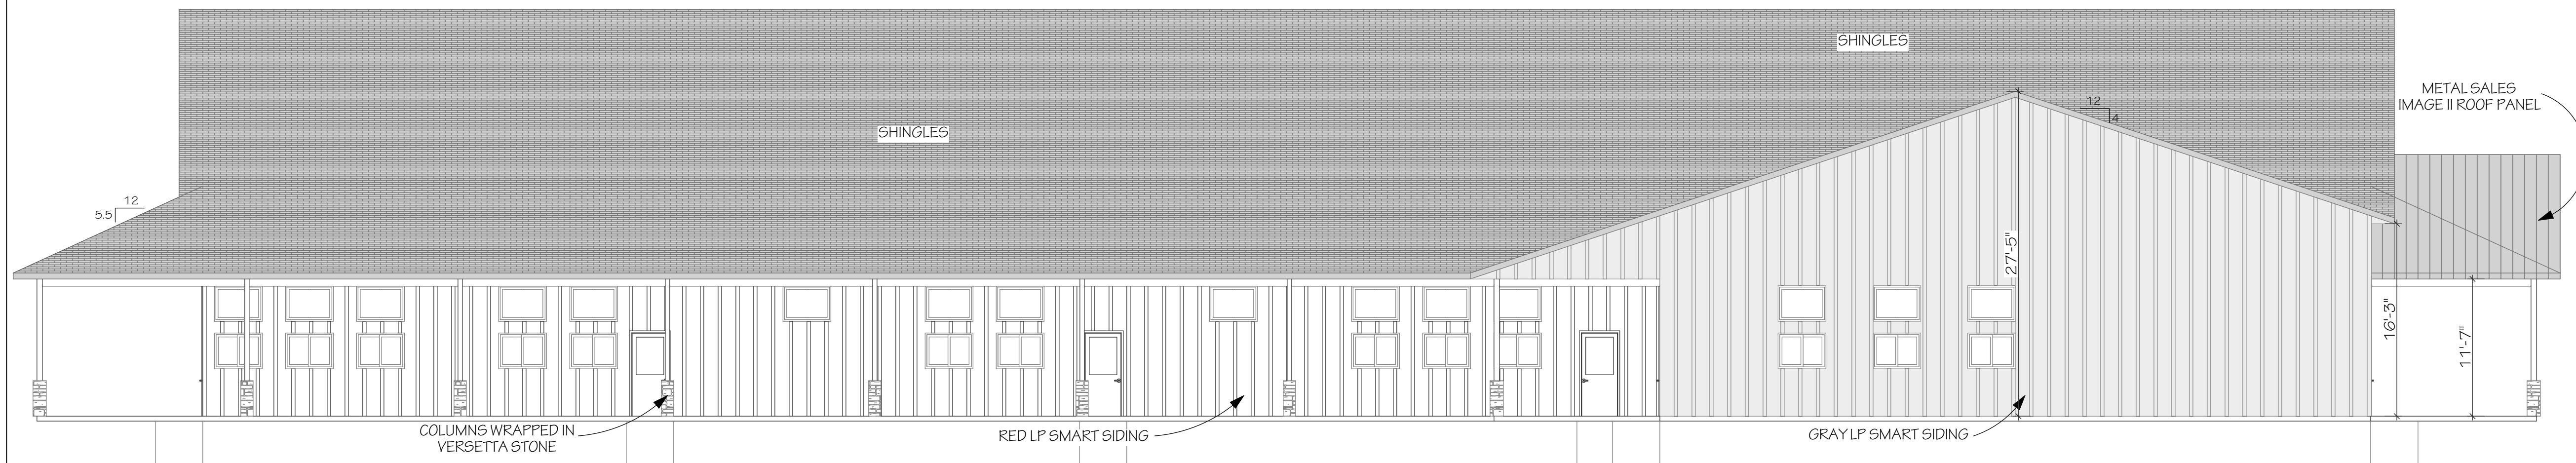 SHINGLES
METAL SALES
IMAGE II ROOF PANEL
12
4
SHINGLES
12
5.5
27'-5"
16'-3"
11'-7"
COLUMNS WRAPPED IN
VERSETTA STONE
RED LP SMART SIDING
GRAY LP SMART SIDING